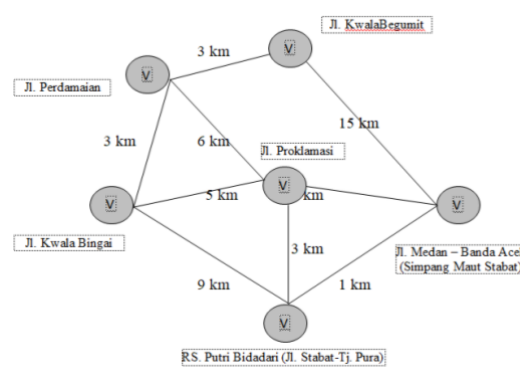 Jl. KwalaBegumit
V
3 km
V
Jl. Perdamaian
15 km
3 km
6 km
Jl. Proklamasi
V
5 km
km
V
V
Jl. Kwala Bingai
3 km
Jl. Medan – Banda Aceh
(Simpang Maut Stabat)
9 km
1 km
V
RS. Putri Bidadari (Jl. Stabat-Tj. Pura)